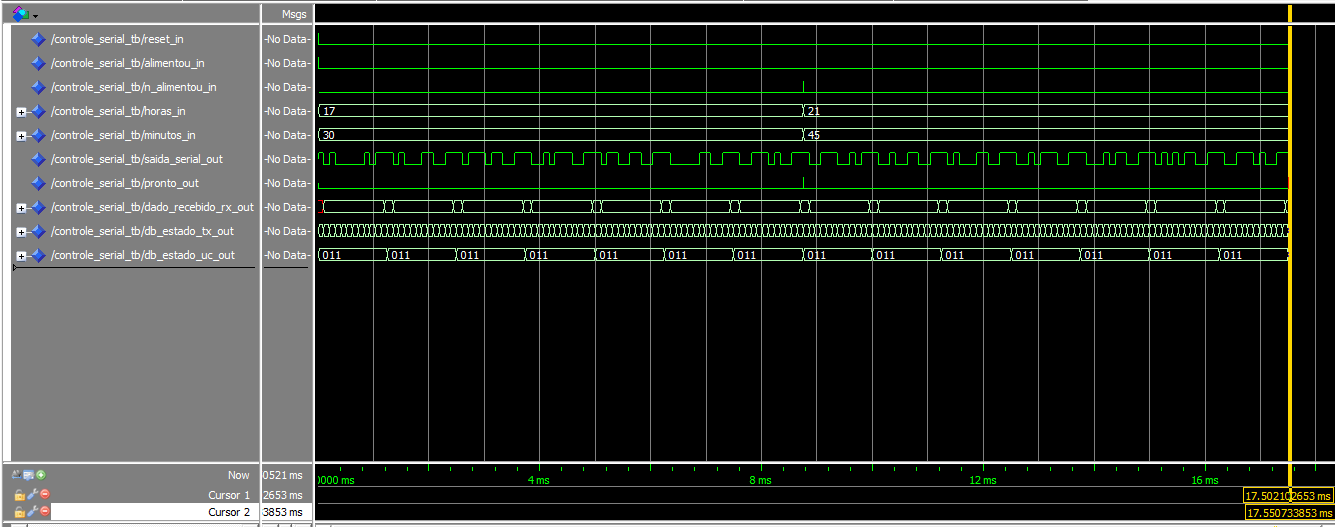 Msgs
/controle_serial_tb/reset_in -No Data-
/controle_serial_tb/alimentou_in -No Data-
/controle_serial_tb/n_alimentou_in -No Data-
/controle_serial_tb/horas_in -No Data- 17 21
/controle_serial_tb/minutos_in -No Data- 30 45
/controle_serial_tb/saida_serial_out -No Data-
/controle_serial_tb/pronto_out -No Data-
/controle_serial_tb/dado_recebido_rx_out -No Data-
/controle_serial_tb/db_estado_tx_out -No Data-
/controle_serial_tb/db_estado_uc_out -No Data- 011 011 011 011 011 011 011 011 011 011 011 011 011 011
Now 0521 ms 0000 ms 4 ms 8 ms 12 ms 16 ms
Cursor 1 2653 ms 17.502102653 ms
Cursor 2 3853 ms 17.550733853 ms